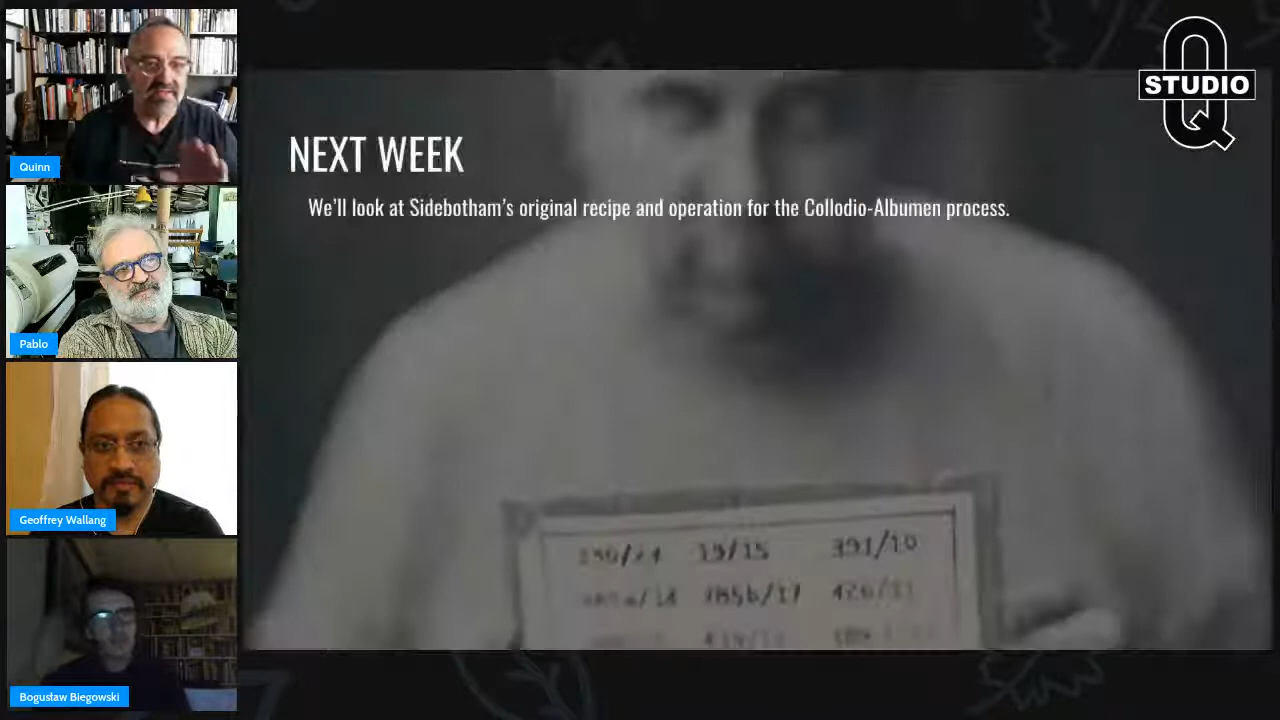 STUDIO
Q
Quinn
Pablo
Geoffrey Wallang
Bogusław Biegowski
NEXT WEEK
We'll look at Sidebotham's original recipe and operation for the Collodio-Albumen process.
19/15 391/10